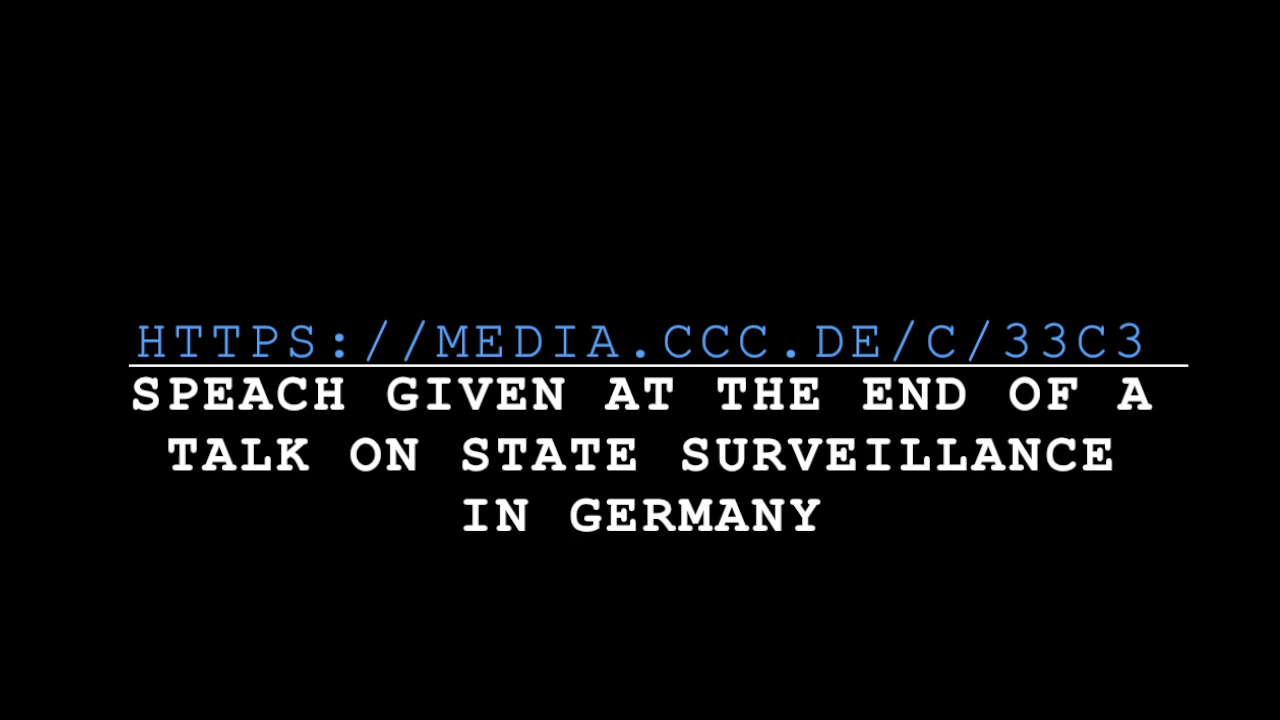 HTTPS://MEDIA.CCC.DE/C/33C3
SPEACH GIVEN AT THE END OF A
TALK ON STATE SURVEILLANCE
IN GERMANY